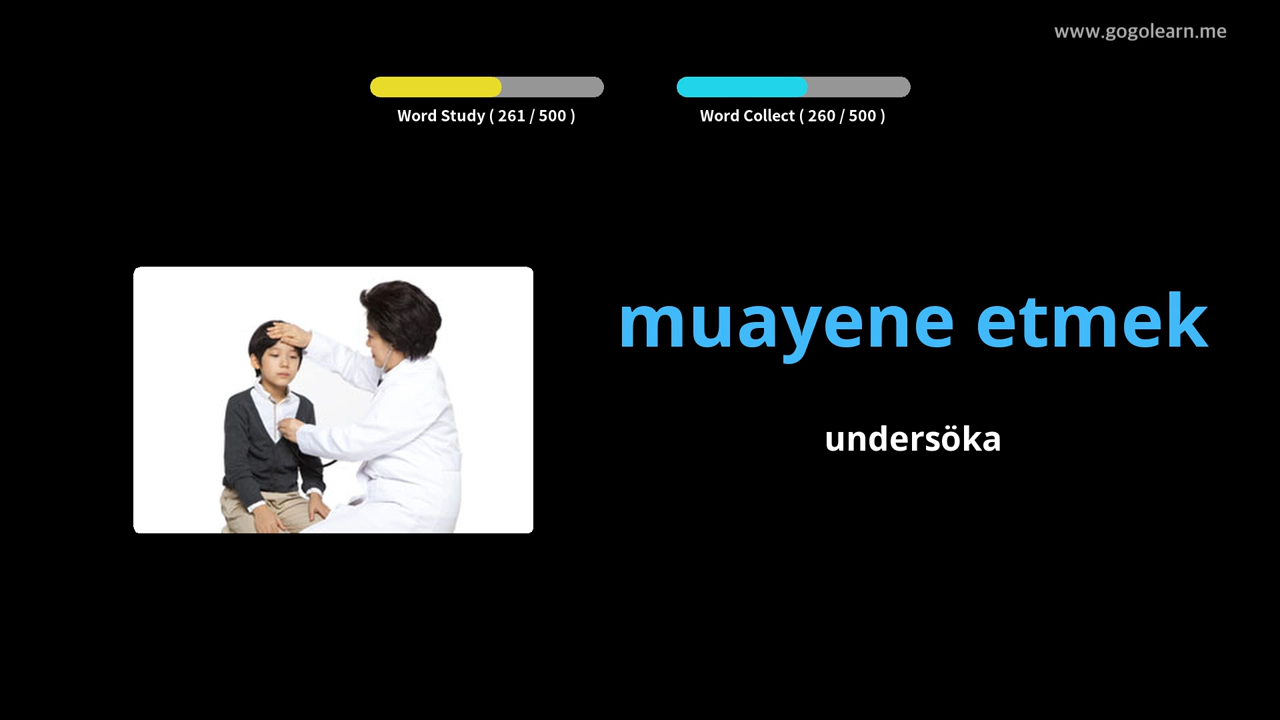 www.gogolearn.me
Word Study ( 261 / 500 )
Word Collect ( 260 / 500 )
muayene etmek
undersöka